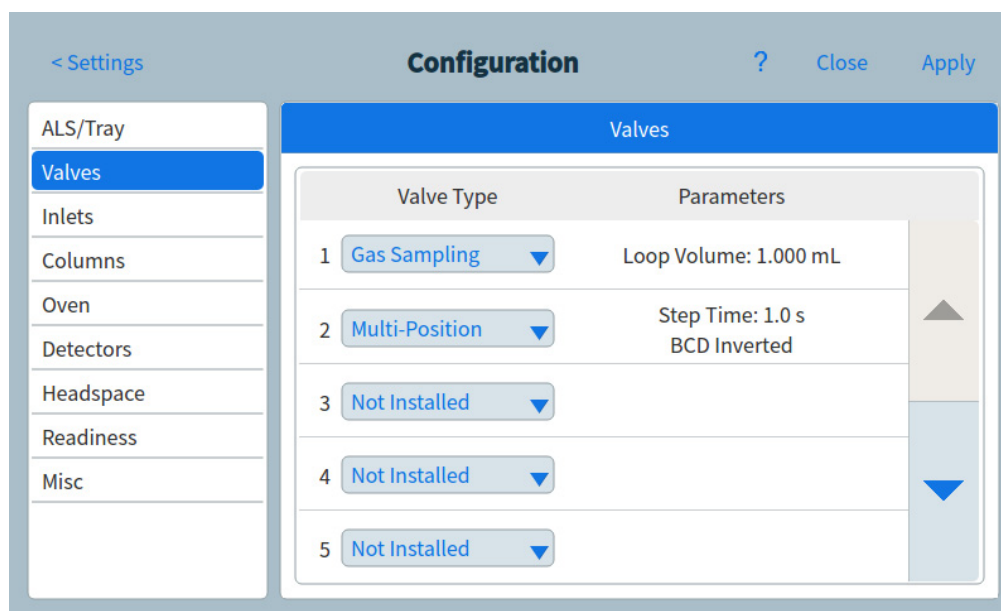 < Settings
Configuration
?
Close
Apply
ALS/Tray
Valves
Inlets
Columns
Oven
Detectors
Headspace
Readiness
Misc
Valves
Valve Type Parameters
1 Gas Sampling Loop Volume: 1.000 mL
2 Multi-Position Step Time: 1.0 s
BCD Inverted
3 Not Installed
4 Not Installed
5 Not Installed